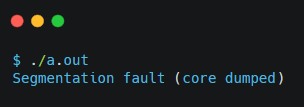 $ ./a.out
Segmentation fault (core dumped)